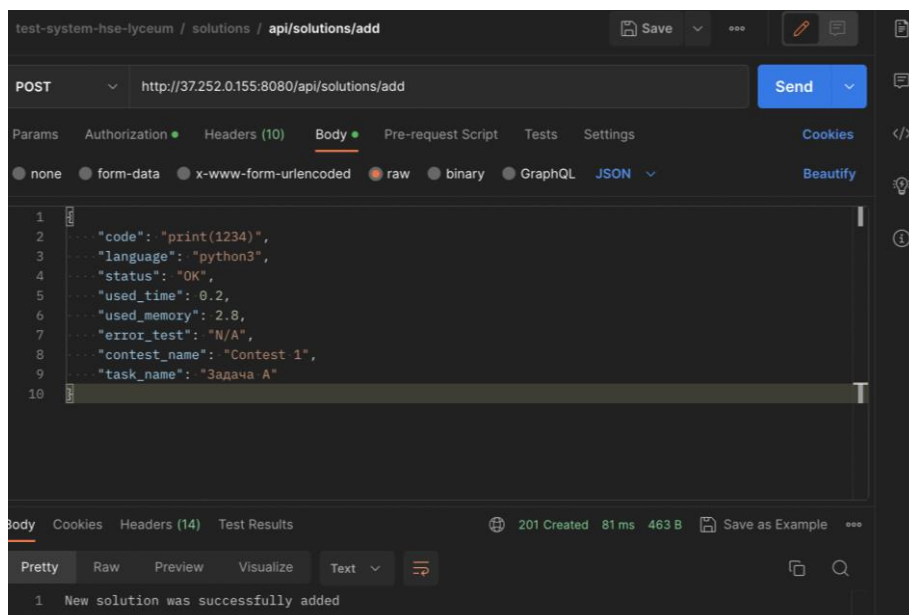 test-system-hse-lyceum / solutions / api/solutions/add Save
POST http://37.252.0.155:8080/api/solutions/add Send
Params Authorization Headers (10) Body Pre-request Script Tests Settings Cookies
none form-data x-www-form-urlencoded raw binary GraphQL JSON Beautify
1 {
2 "code": "print(1234)",
3 "language": "python3",
4 "status": "OK",
5 "used_time": 0.2,
6 "used_memory": 2.8,
7 "error_test": "N/A",
8 "contest_name": "Contest 1",
9 "task_name": "Задача А"
10 }
Body Cookies Headers (14) Test Results 201 Created 81 ms 463 B Save as Example
Pretty Raw Preview Visualize Text
1 New solution was successfully added